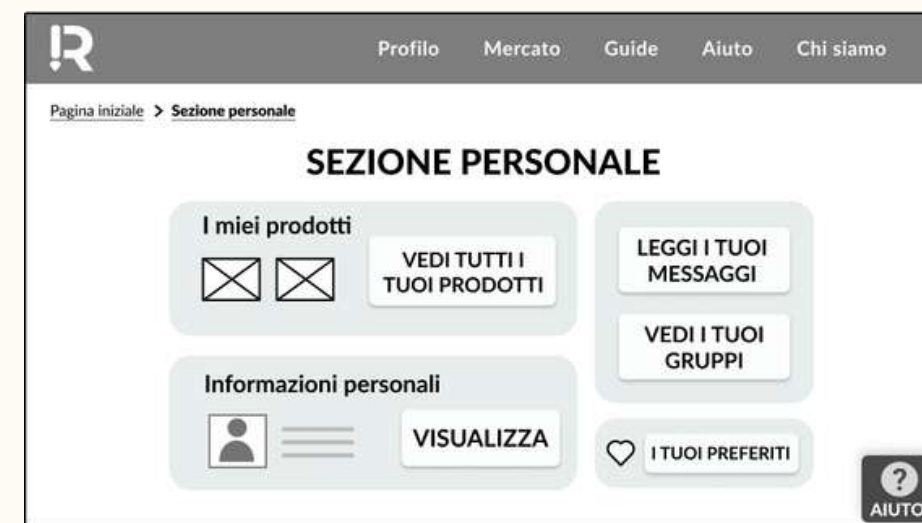 R
Profilo Mercato Guide Aiuto Chi siamo
Pagina iniziale > Sezione personale
SEZIONE PERSONALE
I miei prodotti
VEDI TUTTI I
TUOI PRODOTTI
LEGGI I TUOI
MESSAGGI
VEDI I TUOI
GRUPPI
Informazioni personali
VISUALIZZA
I TUOI PREFERITI
?
AIUTO